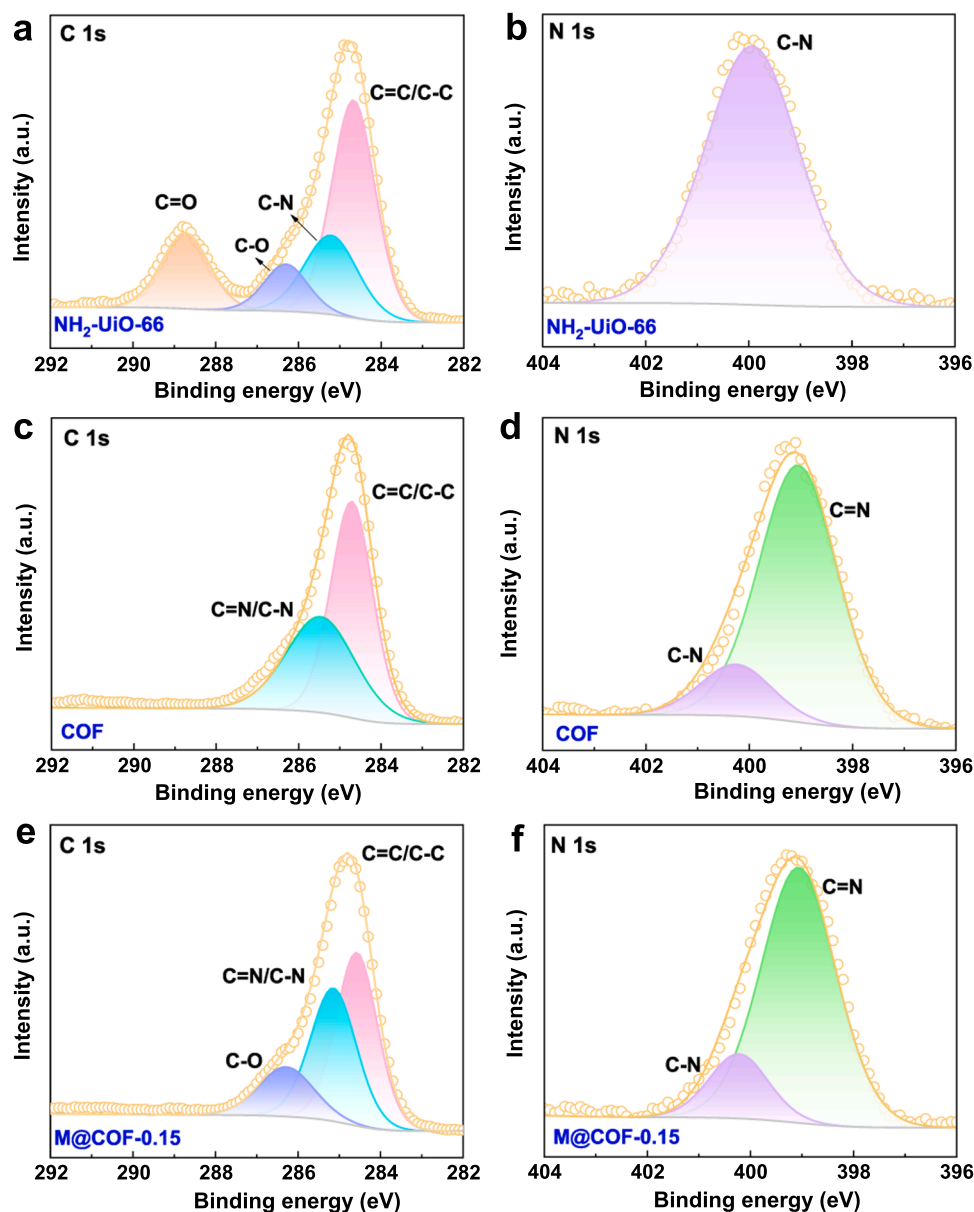 a
C 1s
C=C/C-C
C=O
C-N
C-O
NH₂-UiO-66
Intensity (a.u.)
292 290 288 286 284 282
Binding energy (eV)
b
N 1s
C-N
NH₂-UiO-66
Intensity (a.u.)
404 402 400 398 396
Binding energy (eV)
c
C 1s
C=C/C-C
C=N/C-N
COF
Intensity (a.u.)
292 290 288 286 284 282
Binding energy (eV)
d
N 1s
C=N
C-N
COF
Intensity (a.u.)
404 402 400 398 396
Binding energy (eV)
e
C 1s
C=C/C-C
C=N/C-N
C-O
M@COF-0.15
Intensity (a.u.)
292 290 288 286 284 282
Binding energy (eV)
f
N 1s
C=N
C-N
M@COF-0.15
Intensity (a.u.)
404 402 400 398 396
Binding energy (eV)